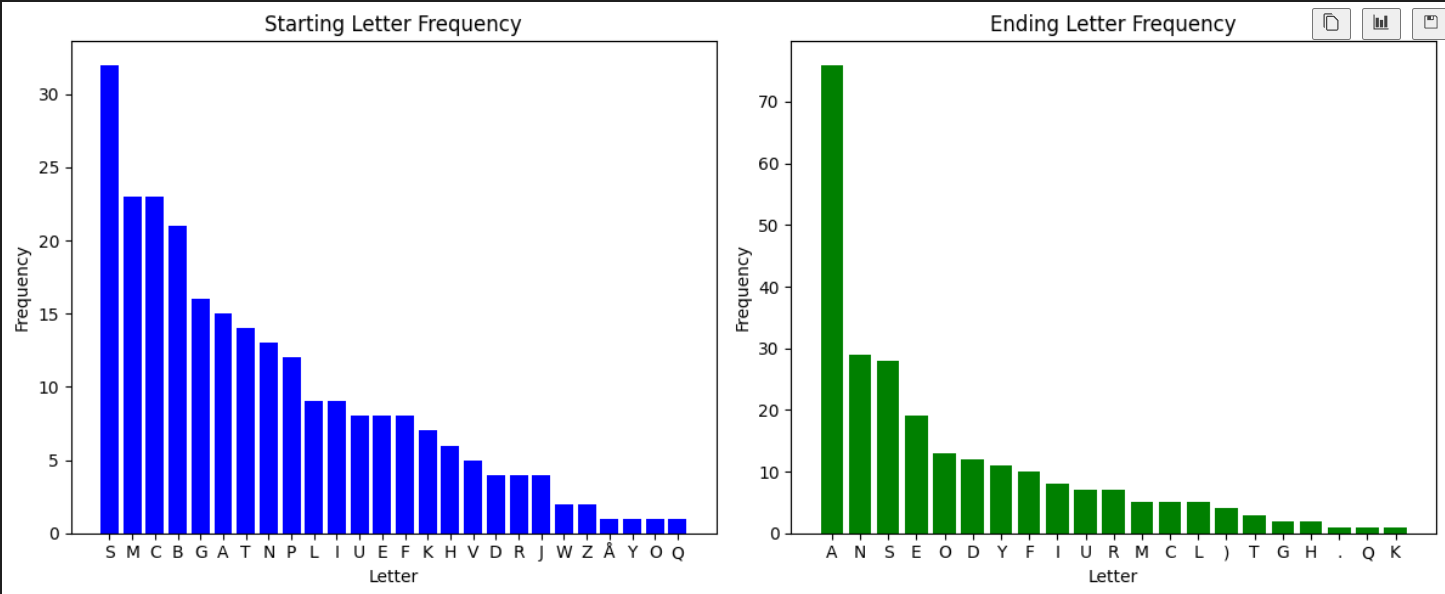 Starting Letter Frequency
Frequency
30
25
20
15
10
5
0
S M C B G A T N P L I U E F K H V D R J W Z Å Y O Q
Letter
Ending Letter Frequency
Frequency
70
60
50
40
30
20
10
0
A N S E O D Y F I U R M C L ) T G H . Q K
Letter